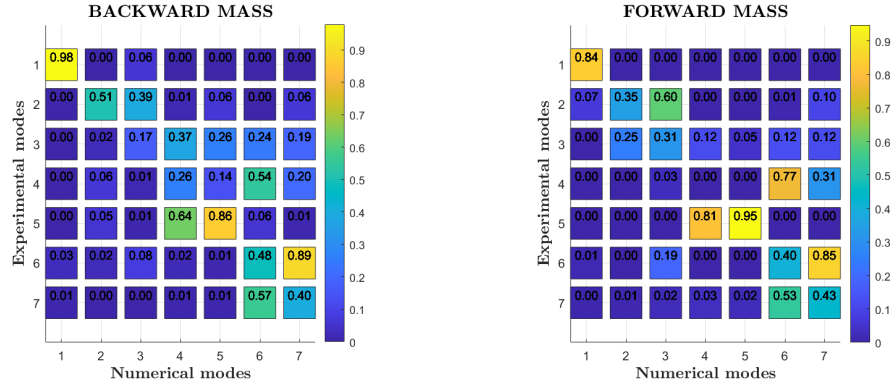 BACKWARD MASS
1 0.98 0.00 0.06 0.00 0.00 0.00 0.00
2 0.00 0.51 0.39 0.01 0.06 0.00 0.06
3 0.00 0.02 0.17 0.37 0.26 0.24 0.19
4 0.00 0.06 0.01 0.26 0.14 0.54 0.20
5 0.00 0.05 0.01 0.64 0.86 0.06 0.01
6 0.03 0.02 0.08 0.02 0.01 0.48 0.89
7 0.01 0.00 0.00 0.01 0.01 0.57 0.40
1 2 3 4 5 6 7
Numerical modes
Experimental modes
0.9
0.8
0.7
0.6
0.5
0.4
0.3
0.2
0.1
0
FORWARD MASS
1 0.84 0.00 0.00 0.00 0.00 0.00 0.00
2 0.07 0.35 0.60 0.00 0.00 0.01 0.10
3 0.00 0.25 0.31 0.12 0.05 0.12 0.12
4 0.00 0.00 0.03 0.00 0.00 0.77 0.31
5 0.00 0.00 0.00 0.81 0.95 0.00 0.00
6 0.01 0.00 0.19 0.00 0.00 0.40 0.85
7 0.00 0.01 0.02 0.03 0.02 0.53 0.43
1 2 3 4 5 6 7
Numerical modes
Experimental modes
0.9
0.8
0.7
0.6
0.5
0.4
0.3
0.2
0.1
0